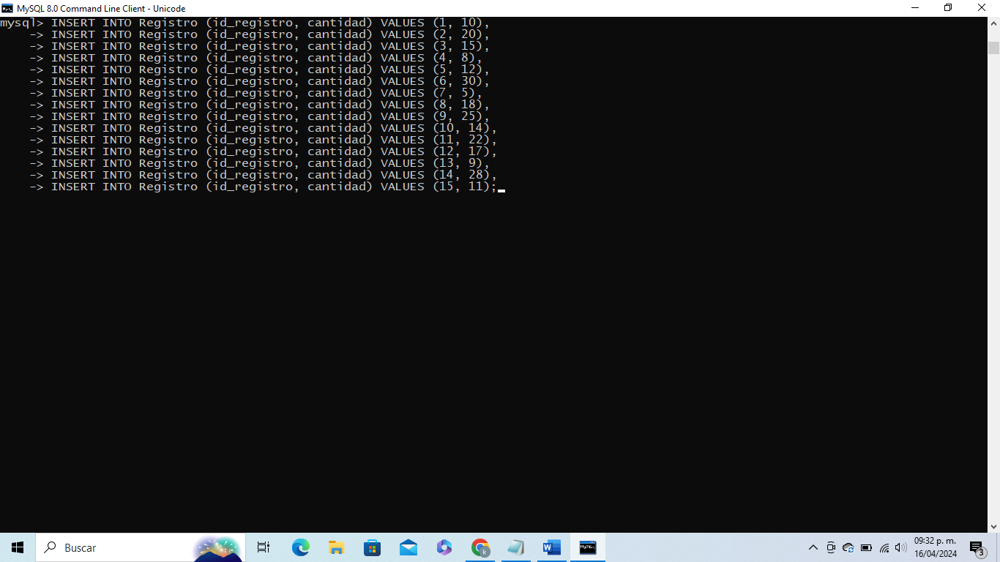 MySQL 8.0 Command Line Client - Unicode
mysql> INSERT INTO Registro (id_registro, cantidad) VALUES (1, 10),
    -> INSERT INTO Registro (id_registro, cantidad) VALUES (2, 20),
    -> INSERT INTO Registro (id_registro, cantidad) VALUES (3, 15),
    -> INSERT INTO Registro (id_registro, cantidad) VALUES (4, 8),
    -> INSERT INTO Registro (id_registro, cantidad) VALUES (5, 12),
    -> INSERT INTO Registro (id_registro, cantidad) VALUES (6, 30),
    -> INSERT INTO Registro (id_registro, cantidad) VALUES (7, 5),
    -> INSERT INTO Registro (id_registro, cantidad) VALUES (8, 18),
    -> INSERT INTO Registro (id_registro, cantidad) VALUES (9, 25),
    -> INSERT INTO Registro (id_registro, cantidad) VALUES (10, 14),
    -> INSERT INTO Registro (id_registro, cantidad) VALUES (11, 22),
    -> INSERT INTO Registro (id_registro, cantidad) VALUES (12, 17),
    -> INSERT INTO Registro (id_registro, cantidad) VALUES (13, 9),
    -> INSERT INTO Registro (id_registro, cantidad) VALUES (14, 28),
    -> INSERT INTO Registro (id_registro, cantidad) VALUES (15, 11);
Buscar
09:32 p. m.
16/04/2024
3